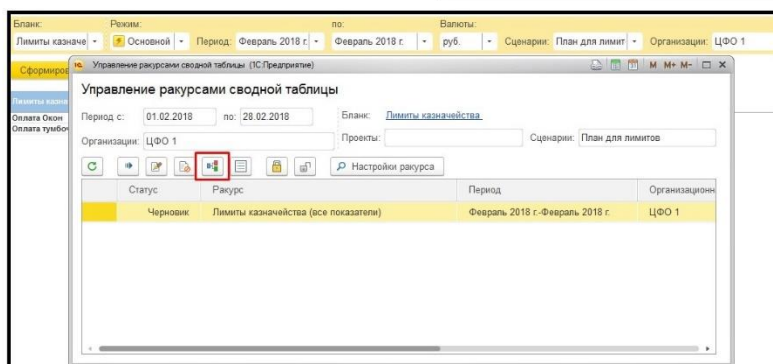 Бланк: Режим: по: Валюты:
Лимиты казначе Основной Период: Февраль 2018 г. Февраль 2018 г. руб. Сценарии: План для лимит Организации: ЦФО 1
Сформиров Управление ракурсами сводной таблицы (1С:Предприятие) M M+ M-
Управление ракурсами сводной таблицы
Лимиты казна
Оплата Окон Период с: 01.02.2018 по: 28.02.2018 Бланк: Лимиты казначейства
Оплата тумбоч
Организации: ЦФО 1 Проекты: Сценарии: План для лимитов
Настройки ракурса
Статус Ракурс Период Организационн
Черновик Лимиты казначейства (все показатели) Февраль 2018 г.-Февраль 2018 г. ЦФО 1